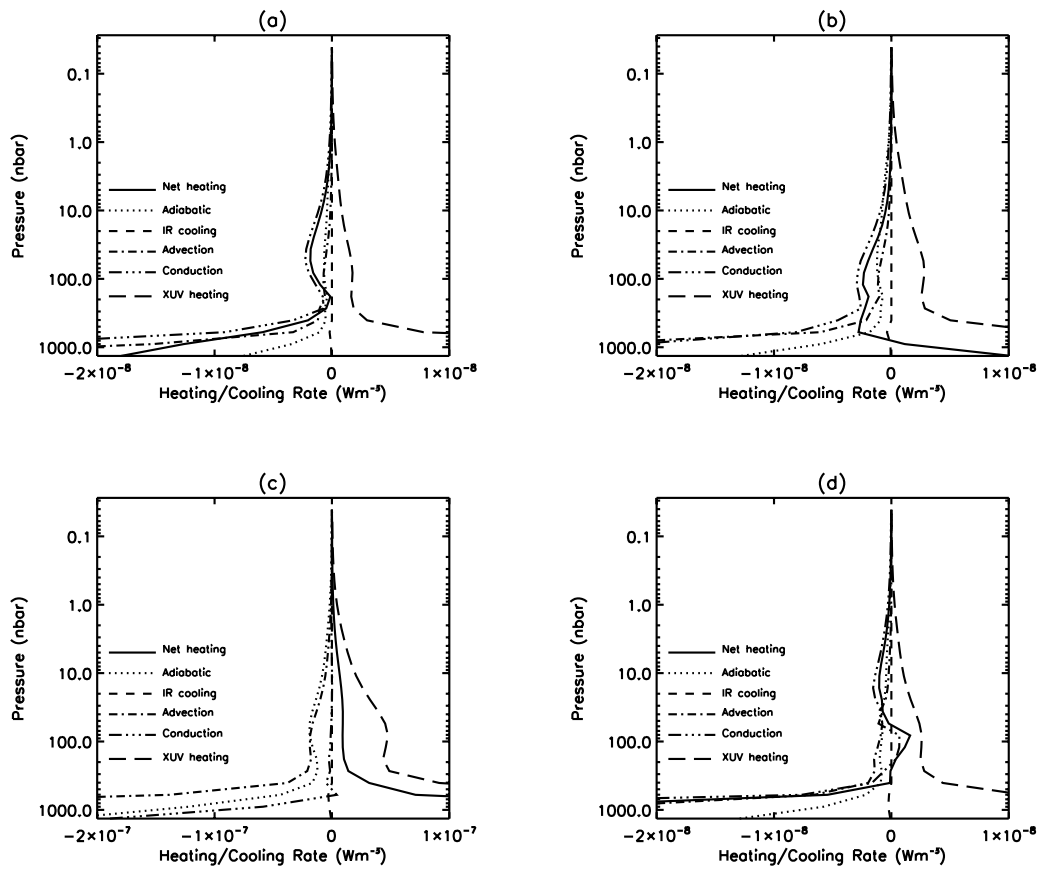 (a)
Pressure (nbar)
0.1
1.0
10.0
100.0
1000.0
Net heating
Adiabatic
IR cooling
Advection
Conduction
XUV heating
−2×10⁻⁸ −1×10⁻⁸ 0 1×10⁻⁸
Heating/Cooling Rate (Wm⁻³)
(b)
Pressure (nbar)
0.1
1.0
10.0
100.0
1000.0
Net heating
Adiabatic
IR cooling
Advection
Conduction
XUV heating
−2×10⁻⁸ −1×10⁻⁸ 0 1×10⁻⁸
Heating/Cooling Rate (Wm⁻³)
(c)
Pressure (nbar)
0.1
1.0
10.0
100.0
1000.0
Net heating
Adiabatic
IR cooling
Advection
Conduction
XUV heating
−2×10⁻⁷ −1×10⁻⁷ 0 1×10⁻⁷
Heating/Cooling Rate (Wm⁻³)
(d)
Pressure (nbar)
0.1
1.0
10.0
100.0
1000.0
Net heating
Adiabatic
IR cooling
Advection
Conduction
XUV heating
−2×10⁻⁸ −1×10⁻⁸ 0 1×10⁻⁸
Heating/Cooling Rate (Wm⁻³)